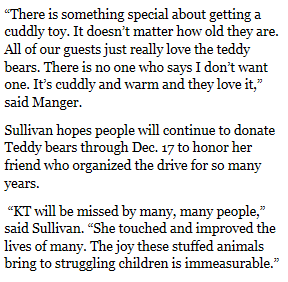 “There is something special about getting a
cuddly toy. It doesn’t matter how old they are.
All of our guests just really love the teddy
bears. There is no one who says I don’t want
one. It’s cuddly and warm and they love it,”
said Manger.
Sullivan hopes people will continue to donate
Teddy bears through Dec. 17 to honor her
friend who organized the drive for so many
years.
“KT will be missed by many, many people,”
said Sullivan. “She touched and improved the
lives of many. The joy these stuffed animals
bring to struggling children is immeasurable.”